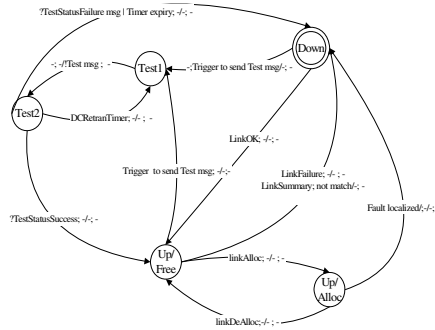 ?TestStatusFailure msg | Timer expiry; -/-; -
Down
-; -/!Test msg ;  -
Test1
-;Trigger to send Test msg/-; -
Test2
DCRetranTimer; -/- ;  -
LinkOK; -/-; -
Trigger  to send Test msg; -/-;-
LinkFailure; -/- ; -
LinkSummary; not match/-; -
Fault localized/;-/-;
?TestStatusSuccess; -/-; -
Up/
Free
linkAlloc; -/- ; -
Up/
Alloc
linkDeAlloc;-/- ; -